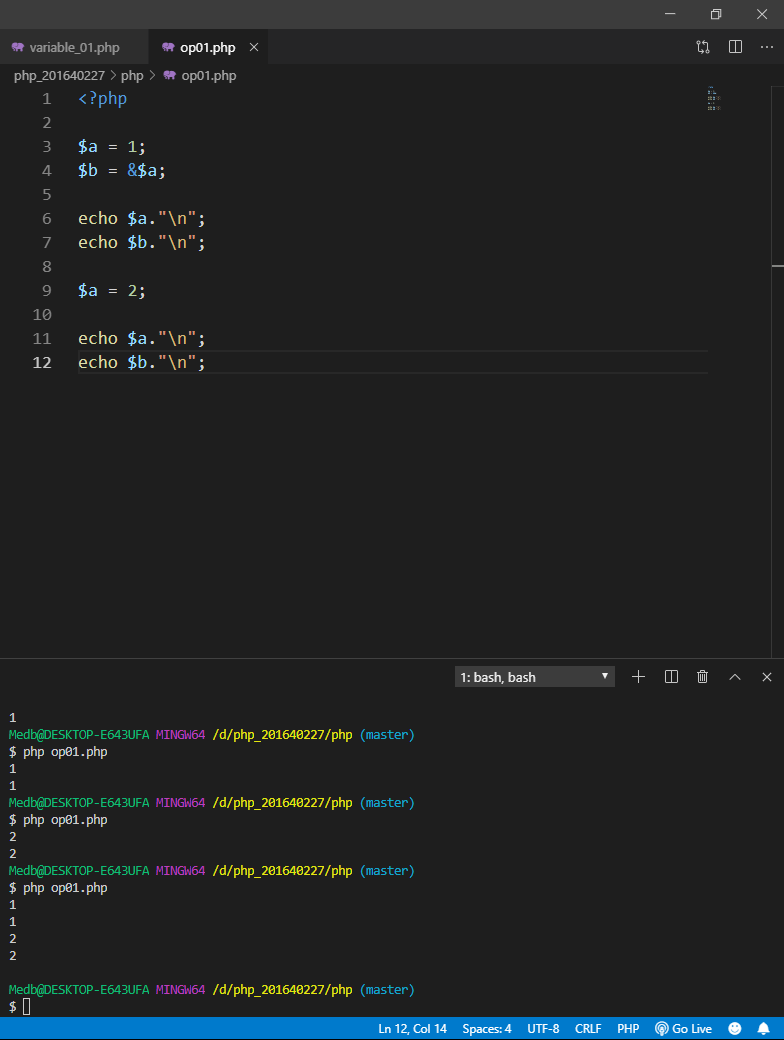 variable_01.php op01.php
php_201640227 > php > op01.php
1 <?php
2
3 $a = 1;
4 $b = &$a;
5
6 echo $a."\n";
7 echo $b."\n";
8
9 $a = 2;
10
11 echo $a."\n";
12 echo $b."\n";
1: bash, bash
1
Medb@DESKTOP-E643UFA MINGW64 /d/php_201640227/php (master)
$ php op01.php
1
1
Medb@DESKTOP-E643UFA MINGW64 /d/php_201640227/php (master)
$ php op01.php
2
2
Medb@DESKTOP-E643UFA MINGW64 /d/php_201640227/php (master)
$ php op01.php
1
1
2
2
Medb@DESKTOP-E643UFA MINGW64 /d/php_201640227/php (master)
$
Ln 12, Col 14 Spaces: 4 UTF-8 CRLF PHP Go Live